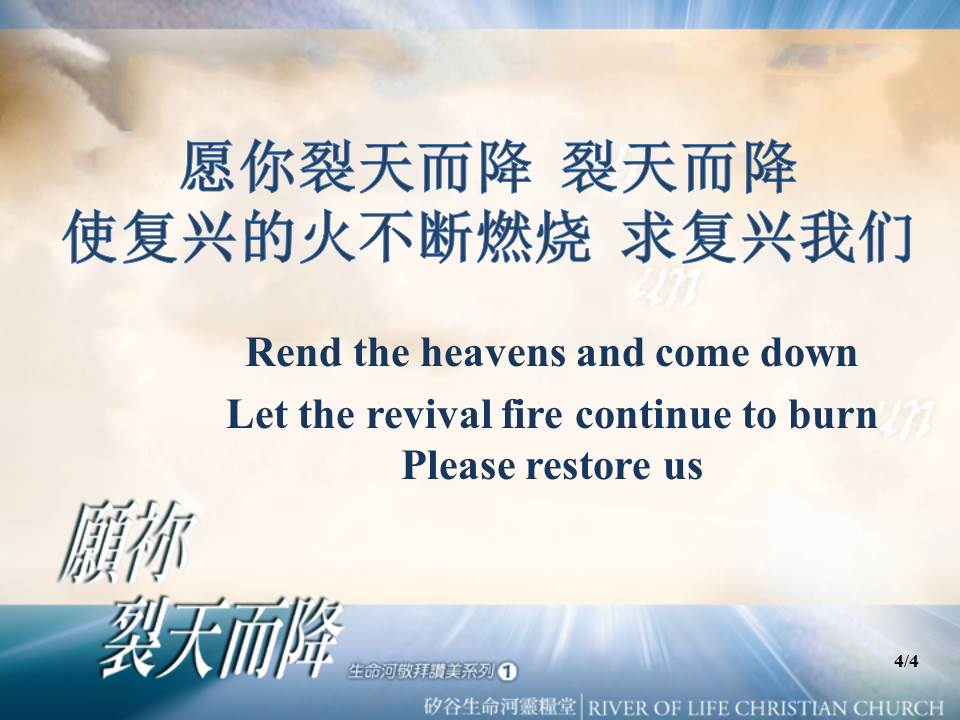 愿你裂天而降 裂天而降
使复兴的火不断燃烧 求复兴我们
un
Rend the heavens and come down
Let the revival fire continue to burn
un
Please restore us
願祢
裂天而降
生命河敬拜讚美系列1
4/4
矽谷生命河靈糧堂 | RIVER OF LIFE CHRISTIAN CHURCH